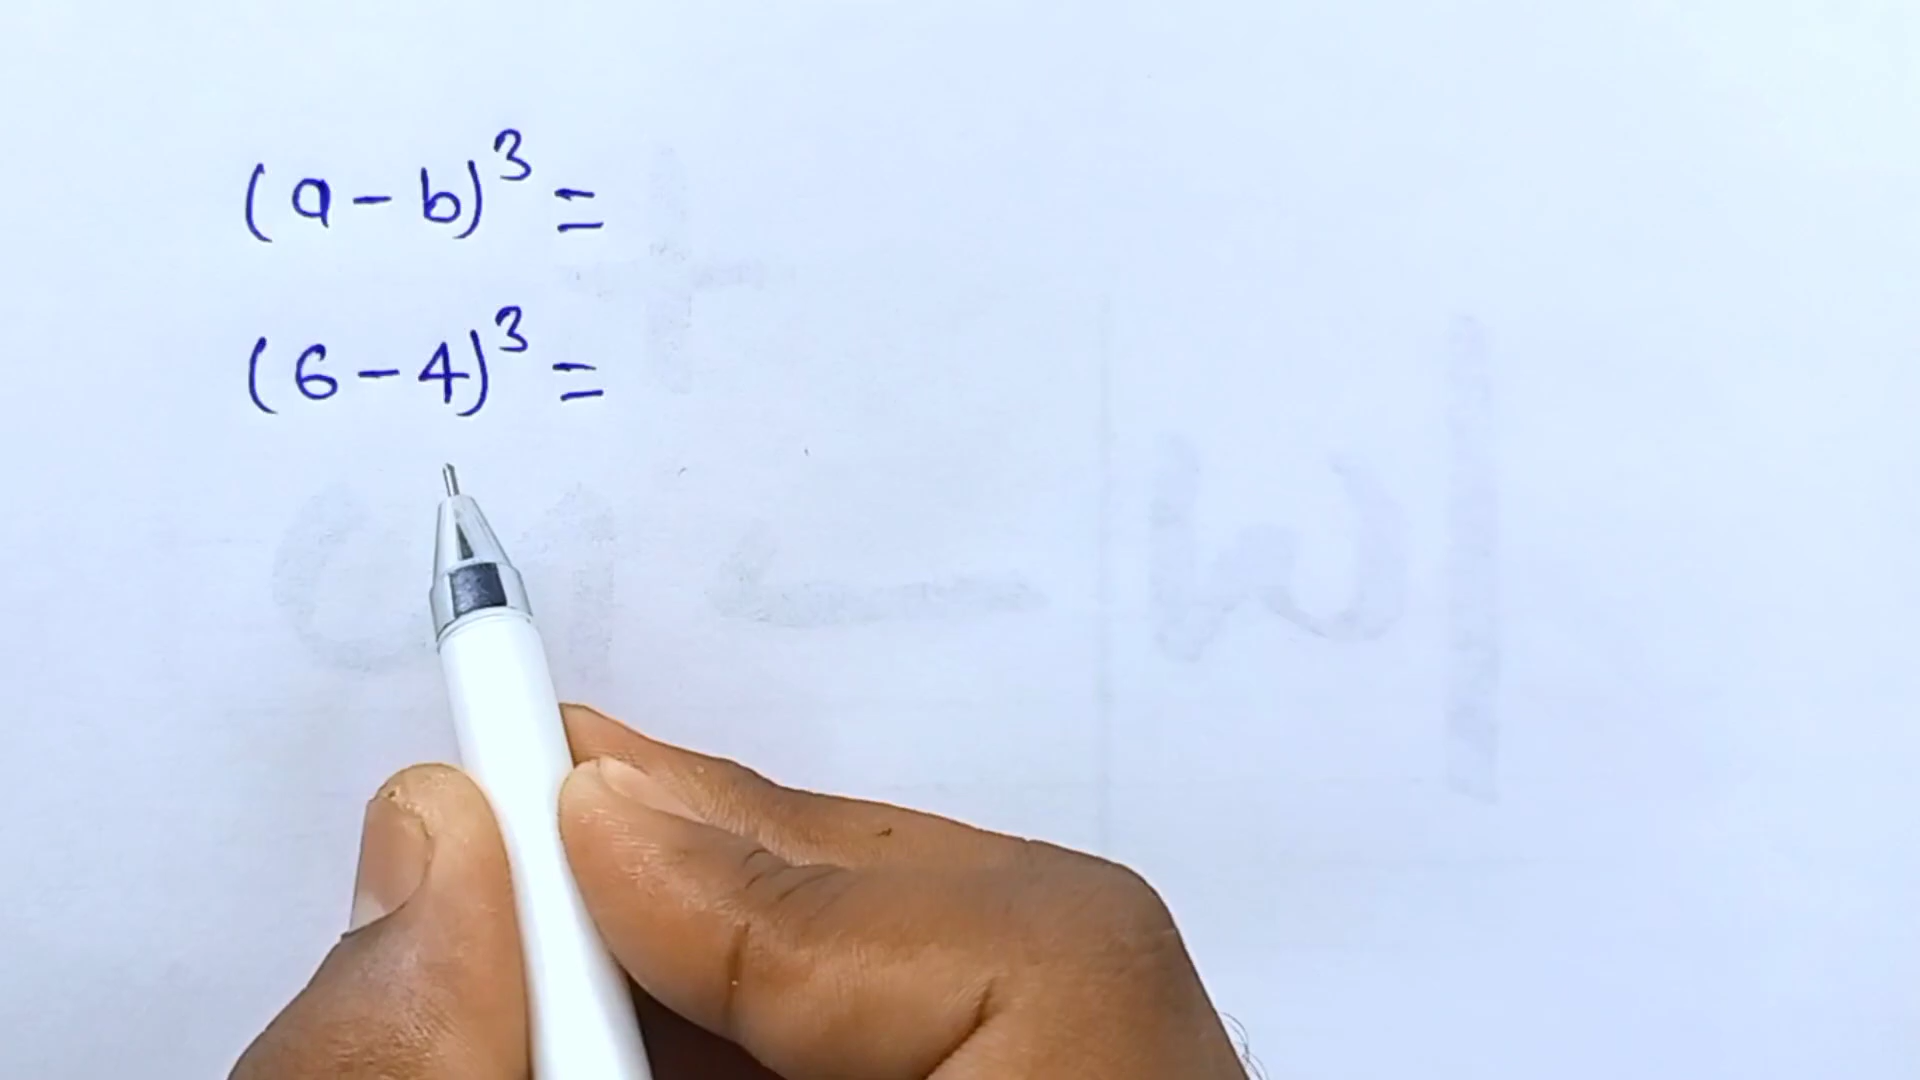 (a - b)³ =
(6 - 4)³ =